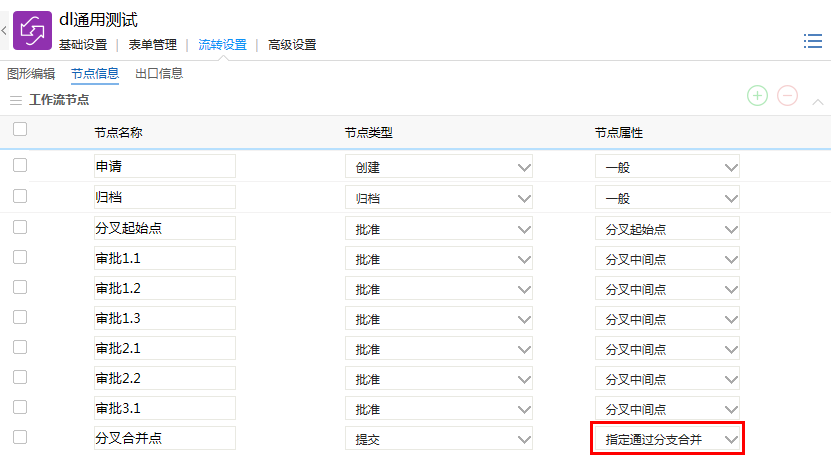 dl通用测试
基础设置 | 表单管理 | 流转设置 | 高级设置
图形编辑 节点信息 出口信息
工作流节点
节点名称 节点类型 节点属性
申请 创建 一般
归档 归档 一般
分叉起始点 批准 分叉起始点
审批1.1 批准 分叉中间点
审批1.2 批准 分叉中间点
审批1.3 批准 分叉中间点
审批2.1 批准 分叉中间点
审批2.2 批准 分叉中间点
审批3.1 批准 分叉中间点
分叉合并点 提交 指定通过分支合并